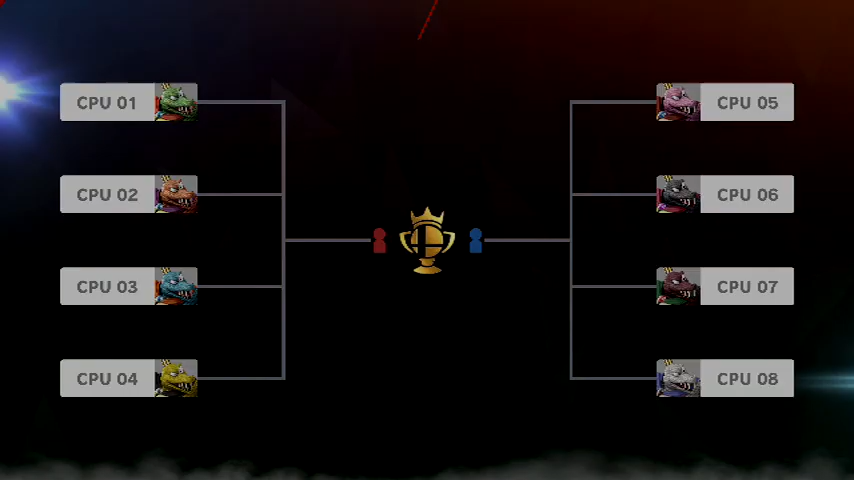 CPU 01
CPU 02
CPU 03
CPU 04
CPU 05
CPU 06
CPU 07
CPU 08